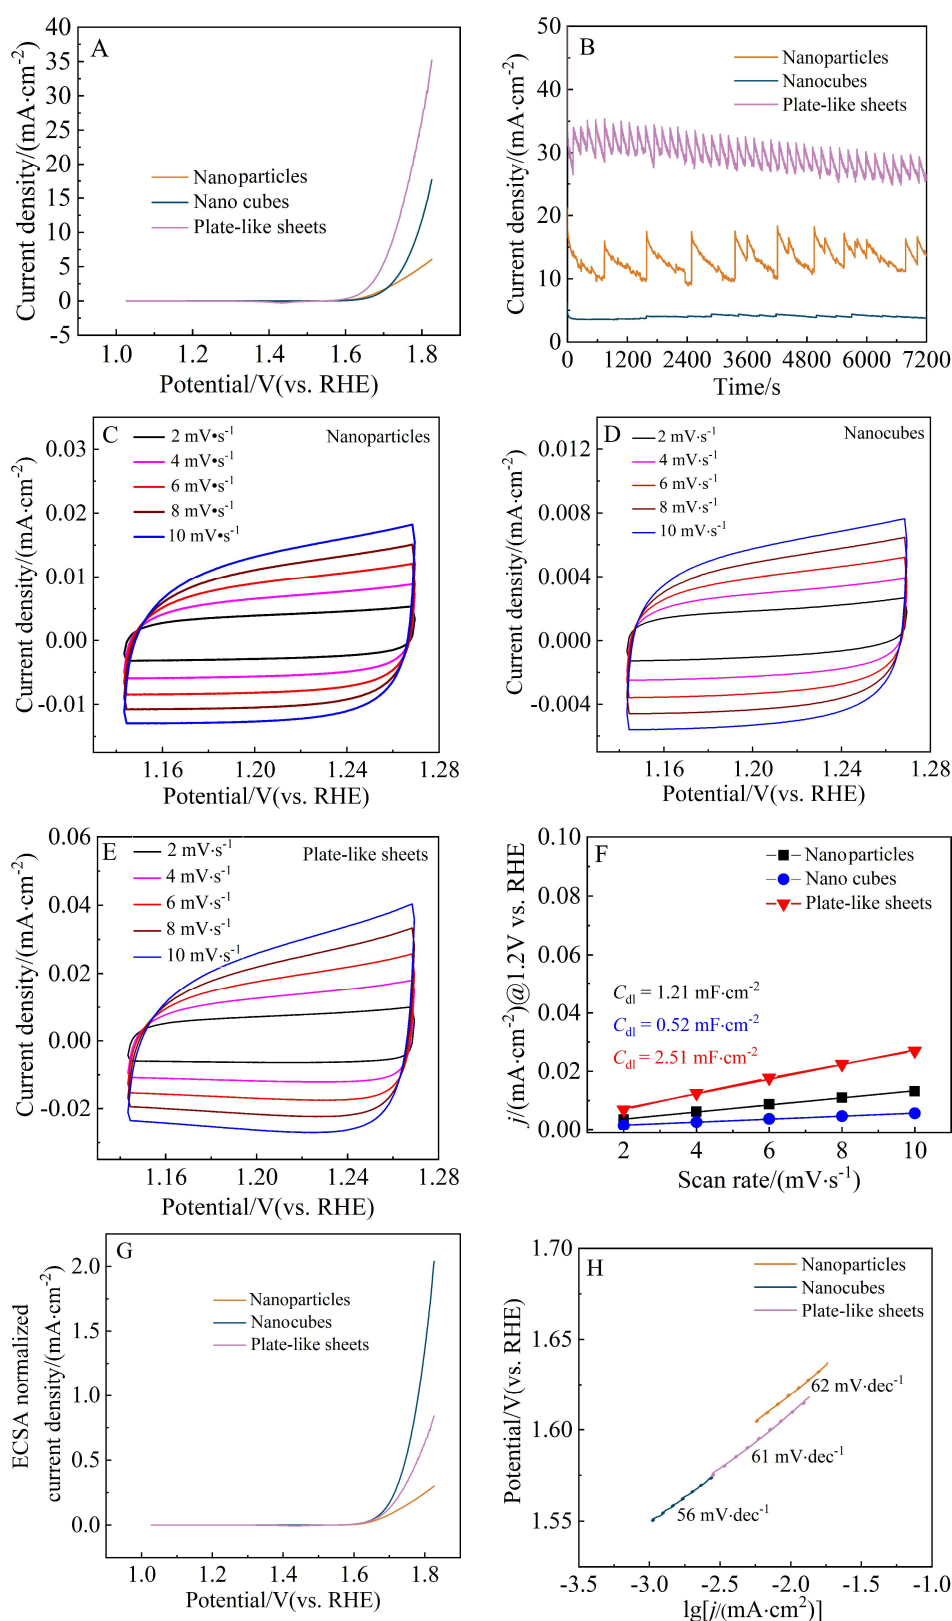 A
40
35
30
25
20
15
10
5
0
-5
Nanoparticles
Nano cubes
Plate-like sheets
1.0 1.2 1.4 1.6 1.8
Potential/V(vs. RHE)
Current density/(mA·cm-2)
B
50
40
30
20
10
0
Nanoparticles
Nanocubes
Plate-like sheets
0 1200 2400 3600 4800 6000 7200
Time/s
Current density/(mA·cm-2)
C
0.03
0.02
0.01
0.00
-0.01
2 mV•s-1
4 mV•s-1
6 mV•s-1
8 mV•s-1
10 mV•s-1
Nanoparticles
1.16 1.20 1.24 1.28
Potential/V(vs. RHE)
Current density/(mA·cm-2)
D
0.012
0.008
0.004
0.000
-0.004
2 mV·s-1
4 mV·s-1
6 mV·s-1
8 mV·s-1
10 mV·s-1
Nanocubes
1.16 1.20 1.24 1.28
Potential/V(vs. RHE)
Current density/(mA·cm-2)
E
0.06
0.04
0.02
0.00
-0.02
2 mV·s-1
4 mV·s-1
6 mV·s-1
8 mV·s-1
10 mV·s-1
Plate-like sheets
1.16 1.20 1.24 1.28
Potential/V(vs. RHE)
Current density/(mA·cm-2)
F
0.10
0.08
0.06
0.04
0.02
0.00
Nanoparticles
Nano cubes
Plate-like sheets
Cdl = 1.21 mF·cm-2
Cdl = 0.52 mF·cm-2
Cdl = 2.51 mF·cm-2
2 4 6 8 10
Scan rate/(mV·s-1)
j/(mA·cm-2)@1.2V vs. RHE
G
2.0
1.5
1.0
0.5
0.0
Nanoparticles
Nanocubes
Plate-like sheets
1.0 1.2 1.4 1.6 1.8
Potential/V(vs. RHE)
ECSA normalized
current density/(mA·cm-2)
H
1.70
1.65
1.60
1.55
Nanoparticles
Nanocubes
Plate-like sheets
62 mV·dec-1
61 mV·dec-1
56 mV·dec-1
-3.5 -3.0 -2.5 -2.0 -1.5 -1.0
lg[j/(mA·cm2)]
Potential/V(vs. RHE)